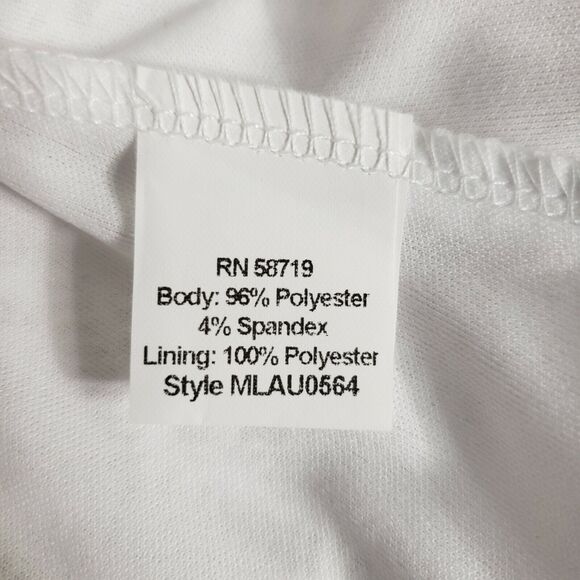 RN 58719
Body: 96% Polyester
4% Spandex
Lining: 100% Polyester
Style MLAU0564